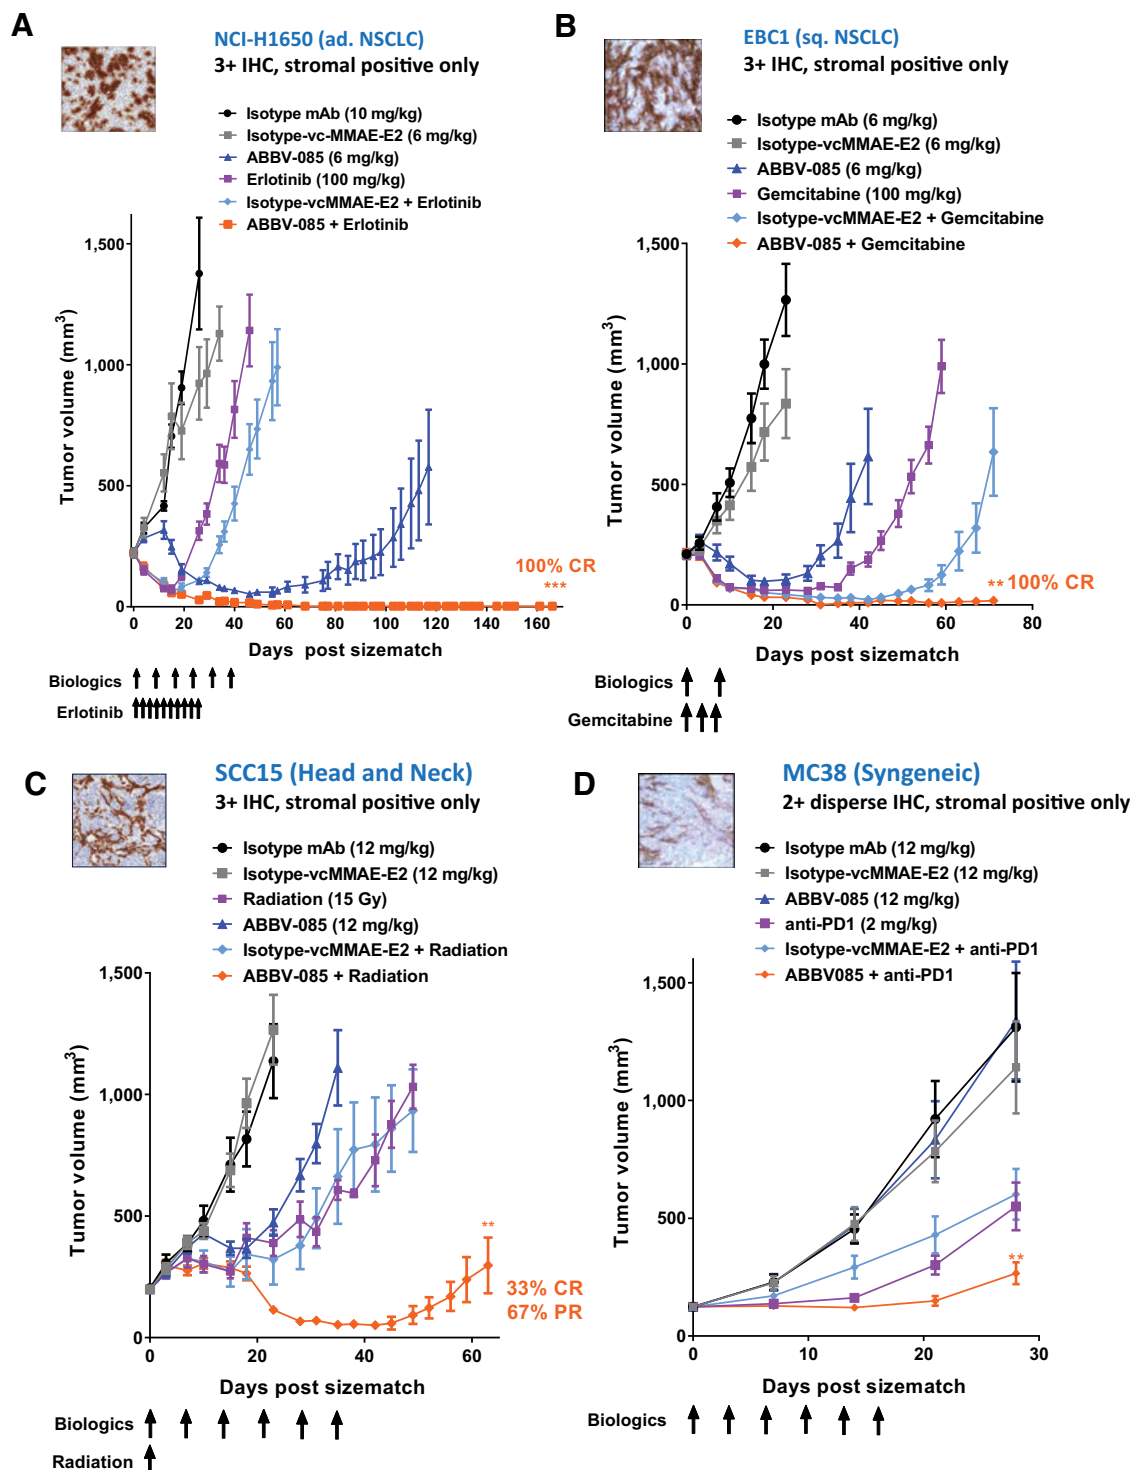 A
NCI-H1650 (ad. NSCLC)
3+ IHC, stromal positive only
Isotype mAb (10 mg/kg)
Isotype-vc-MMAE-E2 (6 mg/kg)
ABBV-085 (6 mg/kg)
Erlotinib (100 mg/kg)
Isotype-vcMMAE-E2 + Erlotinib
ABBV-085 + Erlotinib
Tumor volume (mm³)
1,500
1,000
500
0
100% CR
***
0 20 40 60 80 100 120 140 160
Days post sizematch
Biologics
Erlotinib
B
EBC1 (sq. NSCLC)
3+ IHC, stromal positive only
Isotype mAb (6 mg/kg)
Isotype-vcMMAE-E2 (6 mg/kg)
ABBV-085 (6 mg/kg)
Gemcitabine (100 mg/kg)
Isotype-vcMMAE-E2 + Gemcitabine
ABBV-085 + Gemcitabine
Tumor volume (mm³)
1,500
1,000
500
0
** 100% CR
0 20 40 60 80
Days post sizematch
Biologics
Gemcitabine
C
SCC15 (Head and Neck)
3+ IHC, stromal positive only
Isotype mAb (12 mg/kg)
Isotype-vcMMAE-E2 (12 mg/kg)
Radiation (15 Gy)
ABBV-085 (12 mg/kg)
Isotype-vcMMAE-E2 + Radiation
ABBV-085 + Radiation
Tumor volume (mm³)
1,500
1,000
500
0
**
33% CR
67% PR
0 20 40 60
Days post sizematch
Biologics
Radiation
D
MC38 (Syngeneic)
2+ disperse IHC, stromal positive only
Isotype mAb (12 mg/kg)
Isotype-vcMMAE-E2 (12 mg/kg)
ABBV-085 (12 mg/kg)
anti-PD1 (2 mg/kg)
Isotype-vcMMAE-E2 + anti-PD1
ABBV085 + anti-PD1
Tumor volume (mm³)
1,500
1,000
500
0
**
0 10 20 30
Days post sizematch
Biologics